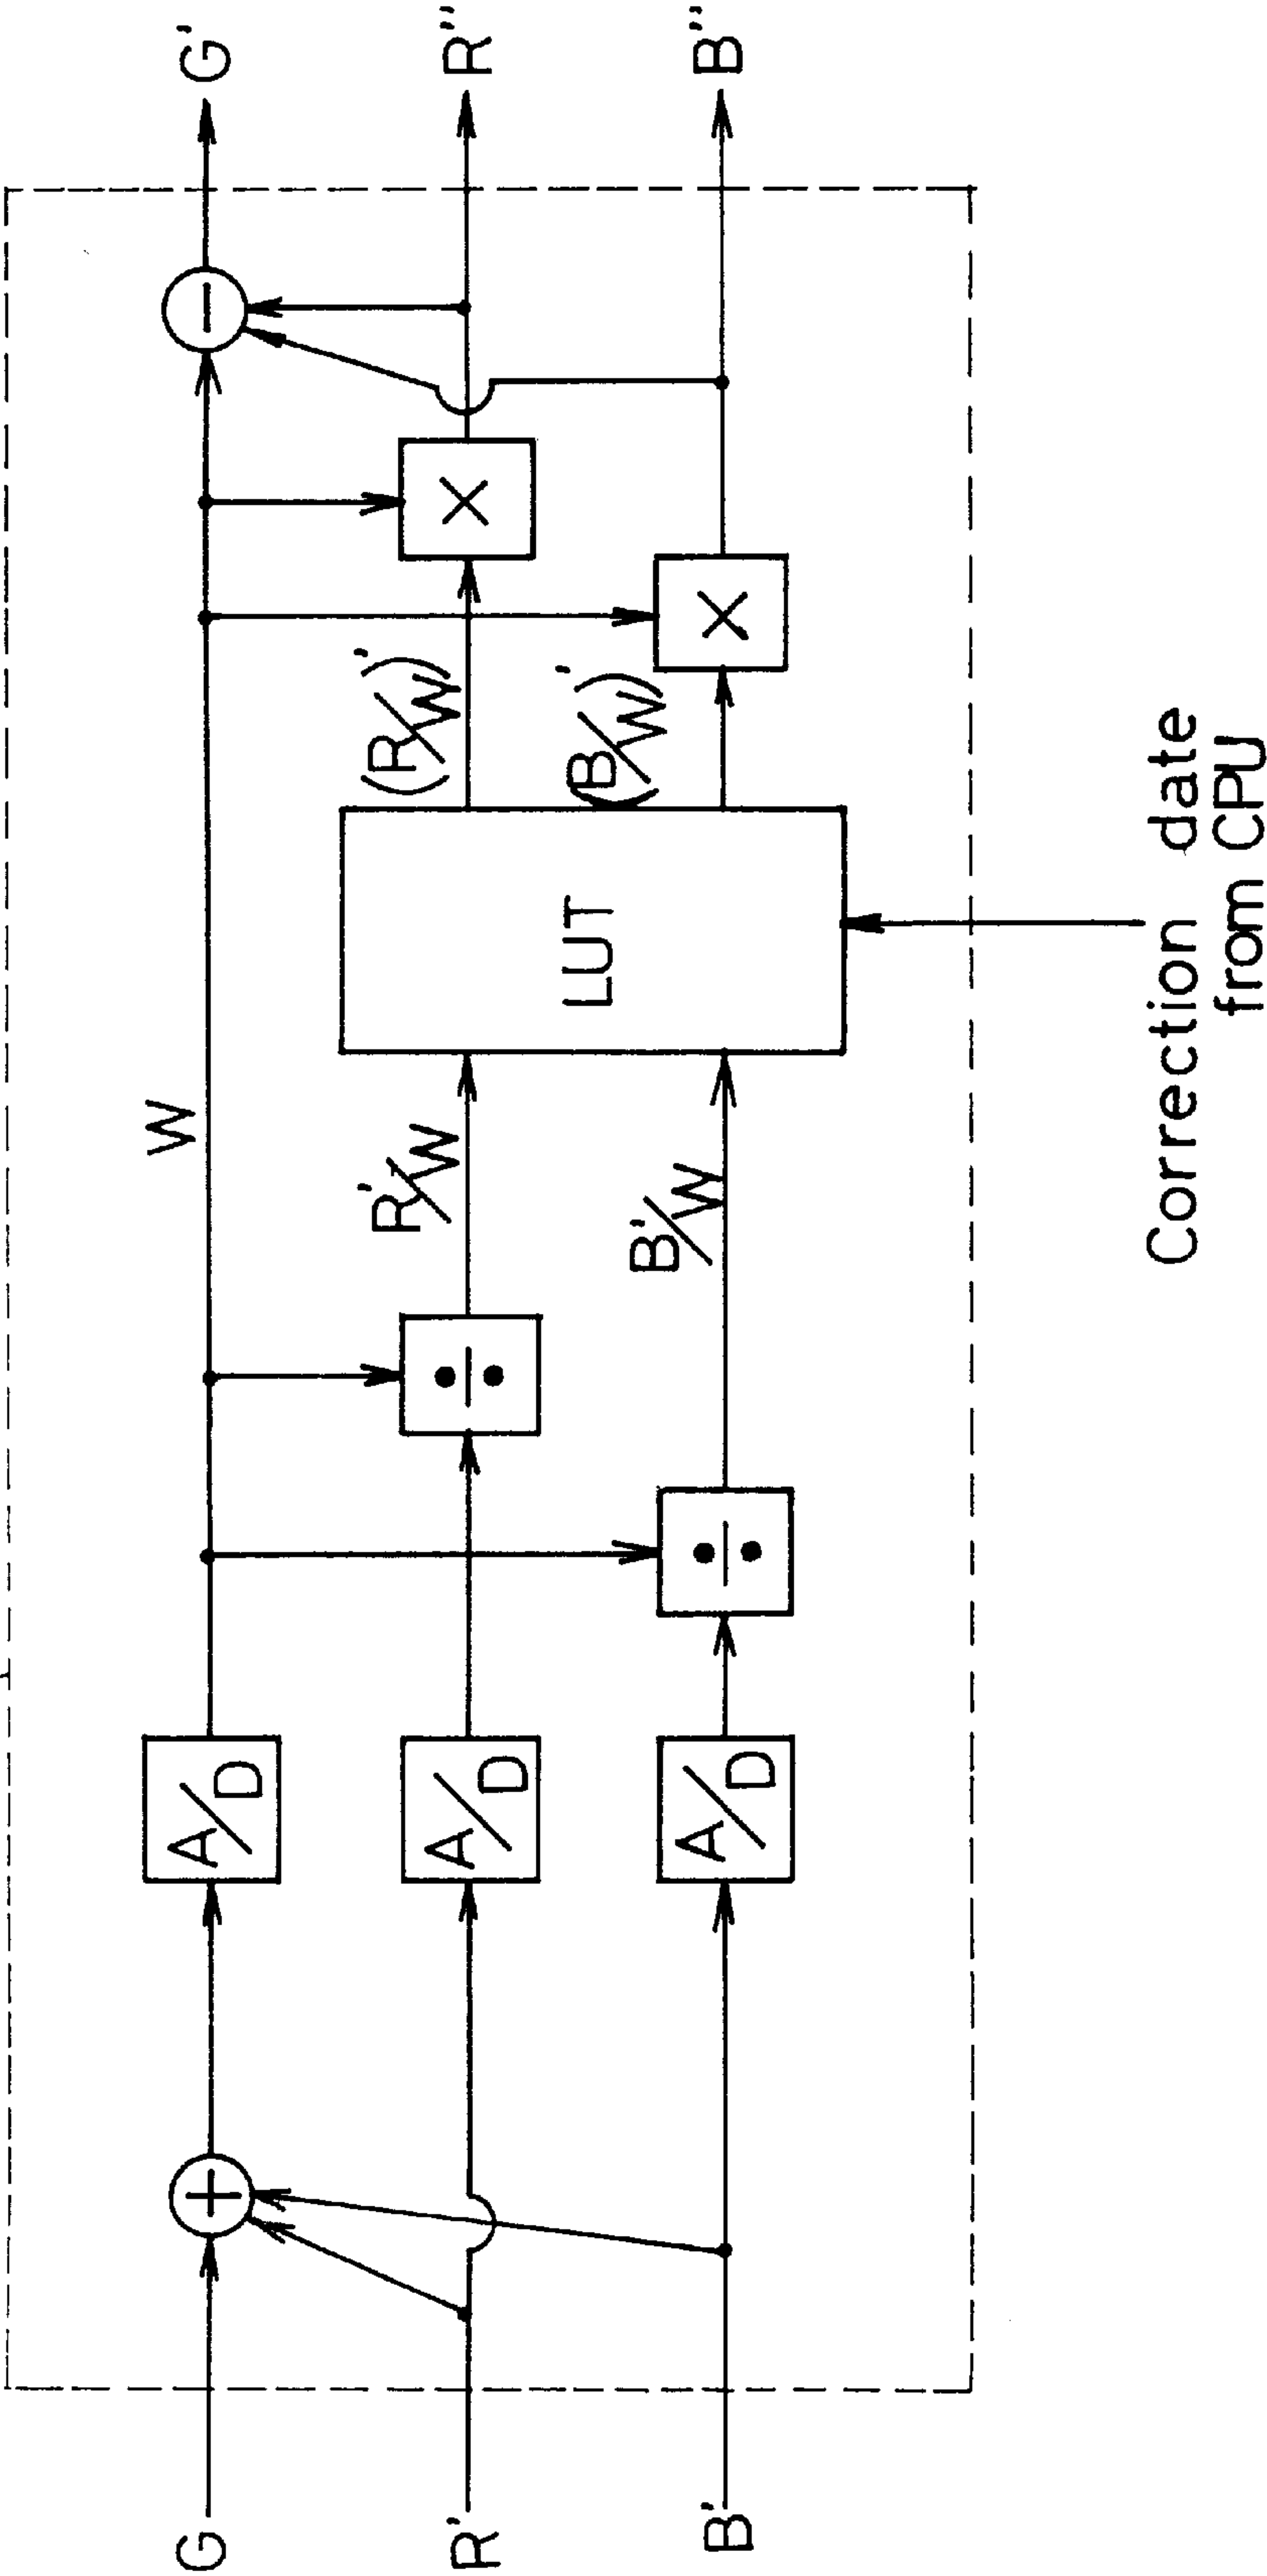 G
R'
B'
+
A/D
A/D
A/D
÷
÷
W
R'/W
B'/W
LUT
(R/W)'
(B/W)'
×
×
−
G'
R''
B''
Correction date
from CPU